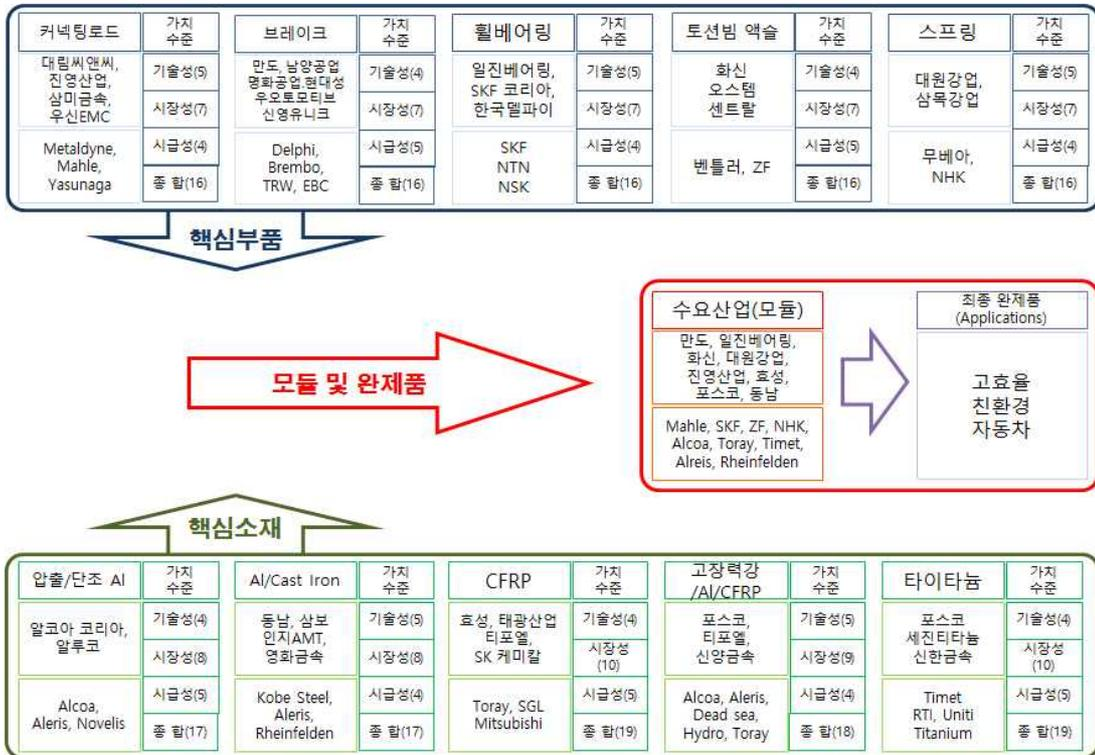 커넥팅로드
가치
수준
대림씨앤씨,
진영산업,
삼미금속,
우신EMC
기술성(5)
시장성(7)
Metaldyne,
Mahle,
Yasunaga
시급성(4)
종 합(16)
브레이크
가치
수준
만도, 남양공업
명화공업.현대성
우오토모티브
신영유니크
기술성(4)
시장성(7)
Delphi,
Brembo,
TRW, EBC
시급성(5)
종 합(16)
휠베어링
가치
수준
일진베어링,
SKF 코리아,
한국델파이
기술성(5)
시장성(7)
SKF
NTN
NSK
시급성(4)
종 합(16)
토션빔 액슬
가치
수준
화신
오스템
센트랄
기술성(4)
시장성(7)
벤틀러, ZF
시급성(5)
종 합(16)
스프링
가치
수준
대원강업,
삼목강업
기술성(5)
시장성(7)
무베아,
NHK
시급성(4)
종 합(16)
핵심부품
모듈 및 완제품
수요산업(모듈)
만도, 일진베어링,
화신, 대원강업,
진영산업, 효성,
포스코, 동남
Mahle, SKF, ZF, NHK,
Alcoa, Toray, Timet,
Alreis, Rheinfelden
최종 완제품
(Applications)
고효율
친환경
자동차
핵심소재
압출/단조 Al
가치
수준
알코아 코리아,
알루코
기술성(4)
시장성(8)
Alcoa,
Aleris, Novelis
시급성(5)
종 합(17)
Al/Cast Iron
가치
수준
동남, 삼보
인지AMT,
영화금속
기술성(5)
시장성(8)
Kobe Steel,
Aleris,
Rheinfelden
시급성(4)
종 합(17)
CFRP
가치
수준
효성, 태광산업
티포엘,
SK 케미칼
기술성(4)
시장성
(10)
Toray, SGL
Mitsubishi
시급성(5)
종 합(19)
고장력강
/Al/CFRP
가치
수준
포스코,
티포엘,
신양금속
기술성(5)
시장성(9)
Alcoa, Aleris,
Dead sea,
Hydro, Toray
시급성(4)
종 합(18)
타이타늄
가치
수준
포스코
세진티타늄
신한금속
기술성(4)
시장성
(10)
Timet
RTI, Uniti
Titanium
시급성(5)
종 합(19)